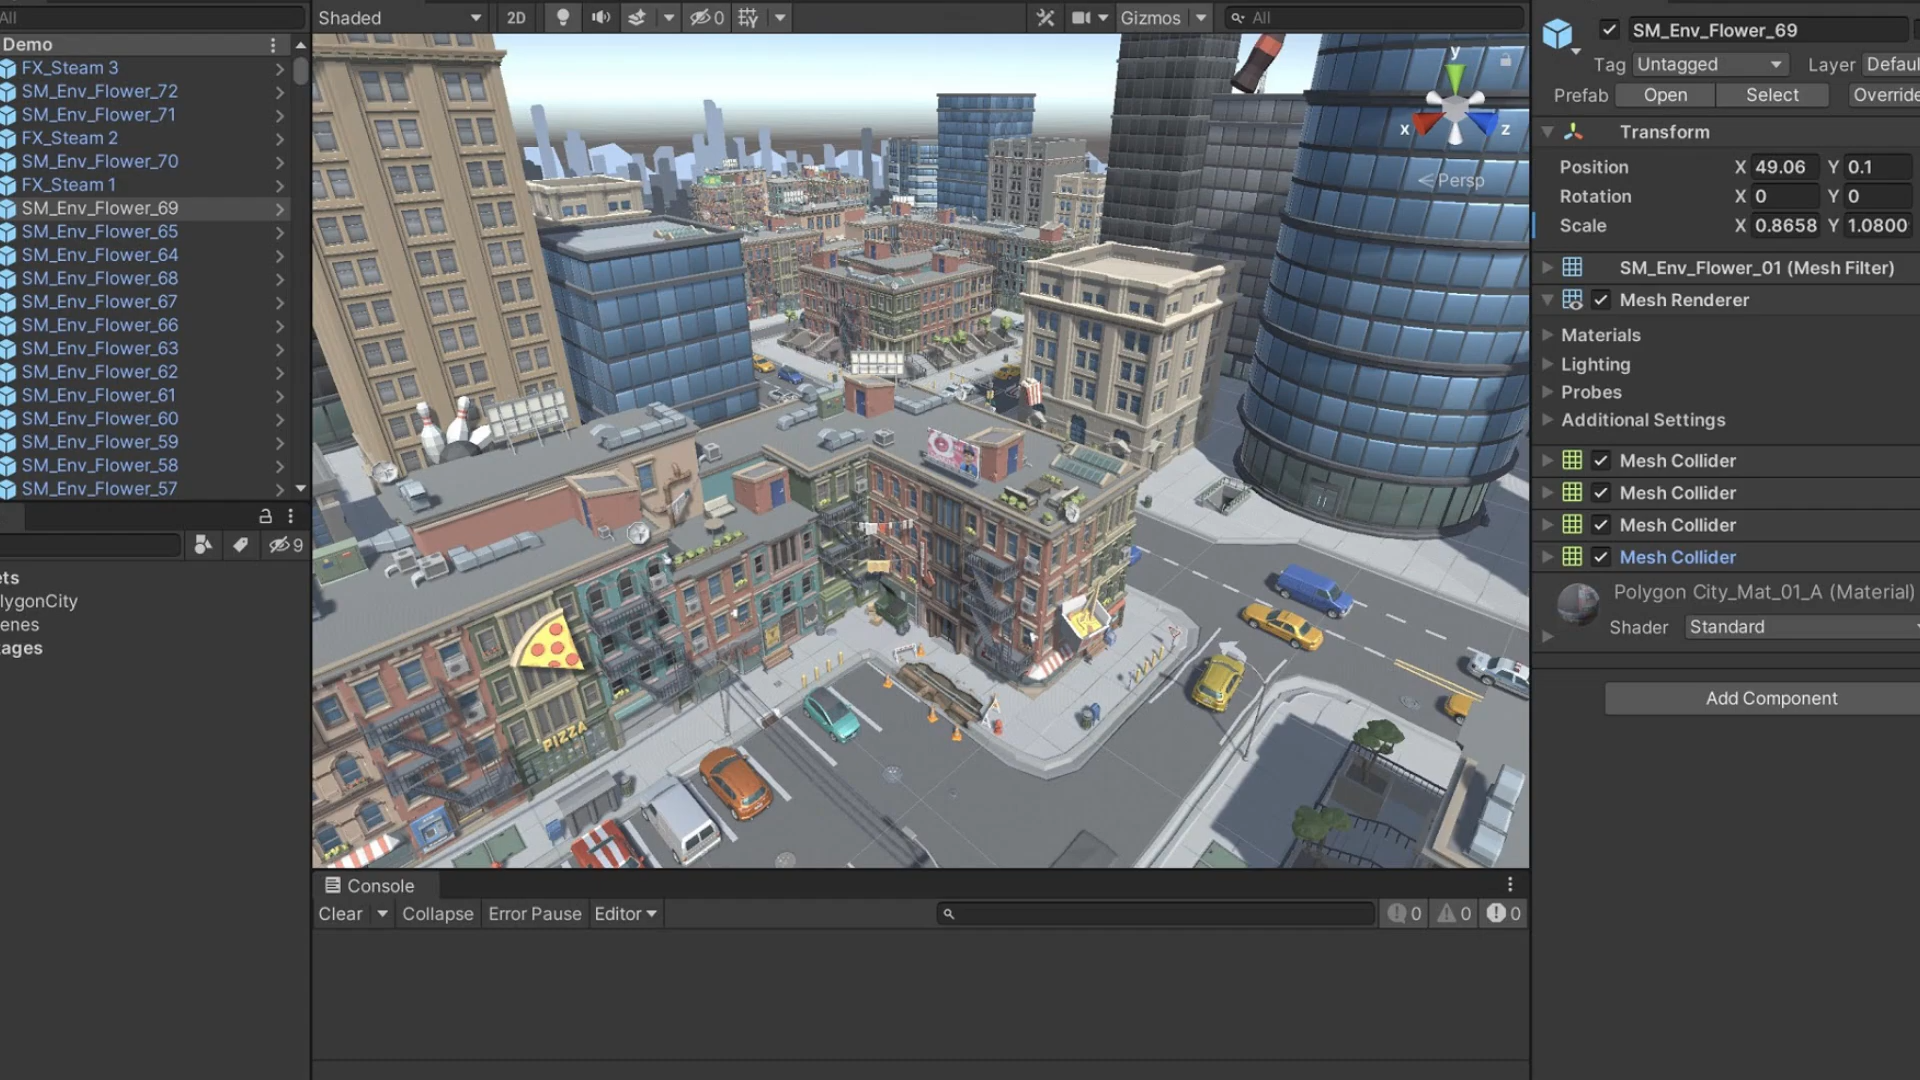 All
Shaded
2D
0
Gizmos
All
Demo
FX_Steam 3
SM_Env_Flower_72
SM_Env_Flower_71
FX_Steam 2
SM_Env_Flower_70
FX_Steam 1
SM_Env_Flower_69
SM_Env_Flower_65
SM_Env_Flower_64
SM_Env_Flower_68
SM_Env_Flower_67
SM_Env_Flower_66
SM_Env_Flower_63
SM_Env_Flower_62
SM_Env_Flower_61
SM_Env_Flower_60
SM_Env_Flower_59
SM_Env_Flower_58
SM_Env_Flower_57
9
ets
lygonCity
enes
ages
y
x z
Persp
PIZZA
Console
Clear Collapse Error Pause Editor
0 0 0
SM_Env_Flower_69
Tag Untagged Layer Defaul
Prefab Open Select Override
Transform
Position X 49.06 Y 0.1
Rotation X 0 Y 0
Scale X 0.8658 Y 1.0800
SM_Env_Flower_01 (Mesh Filter)
Mesh Renderer
Materials
Lighting
Probes
Additional Settings
Mesh Collider
Mesh Collider
Mesh Collider
Mesh Collider
Polygon City_Mat_01_A (Material)
Shader Standard
Add Component